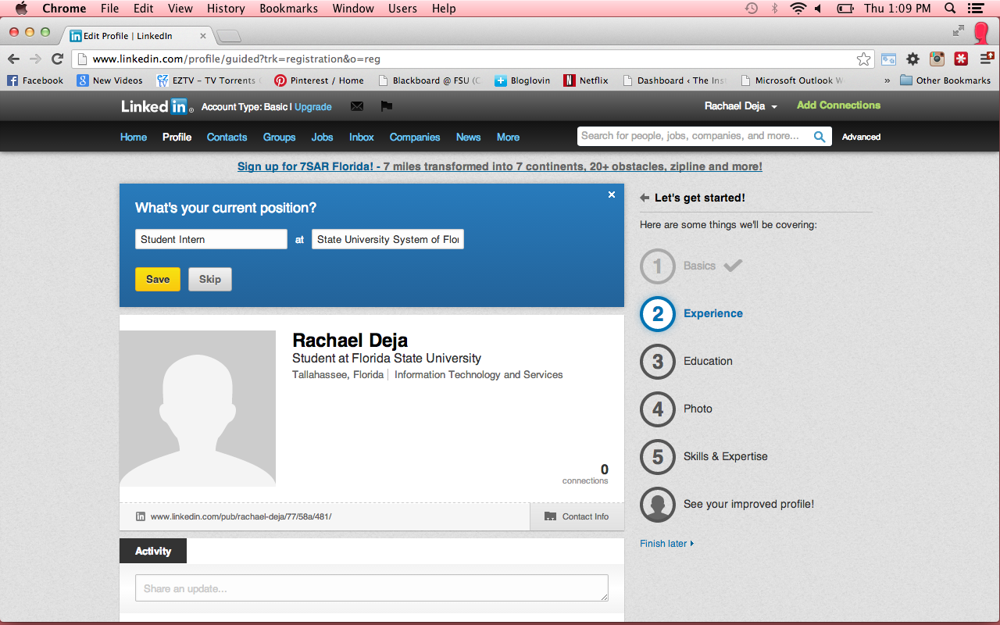 Chrome File Edit View History Bookmarks Window Users Help Thu 1:09 PM
Edit Profile | LinkedIn
www.linkedin.com/profile/guided?trk=registration&o=reg
Facebook New Videos EZTV - TV Torrents Pinterest / Home Blackboard @ FSU (C Bloglovin Netflix Dashboard ‹ The Inst Microsoft Outlook W » Other Bookmarks
Linked in Account Type: Basic | Upgrade Rachael Deja Add Connections
Home Profile Contacts Groups Jobs Inbox Companies News More Search for people, jobs, companies, and more... Advanced
Sign up for 7SAR Florida! - 7 miles transformed into 7 continents, 20+ obstacles, zipline and more!
What's your current position?
Student Intern at State University System of Flor
Save Skip
Let's get started!
Here are some things we'll be covering:
1 Basics
2 Experience
3 Education
4 Photo
5 Skills & Expertise
See your improved profile!
Finish later
Rachael Deja
Student at Florida State University
Tallahassee, Florida | Information Technology and Services
0
connections
in www.linkedin.com/pub/rachael-deja/77/58a/481/ Contact Info
Activity
Share an update...